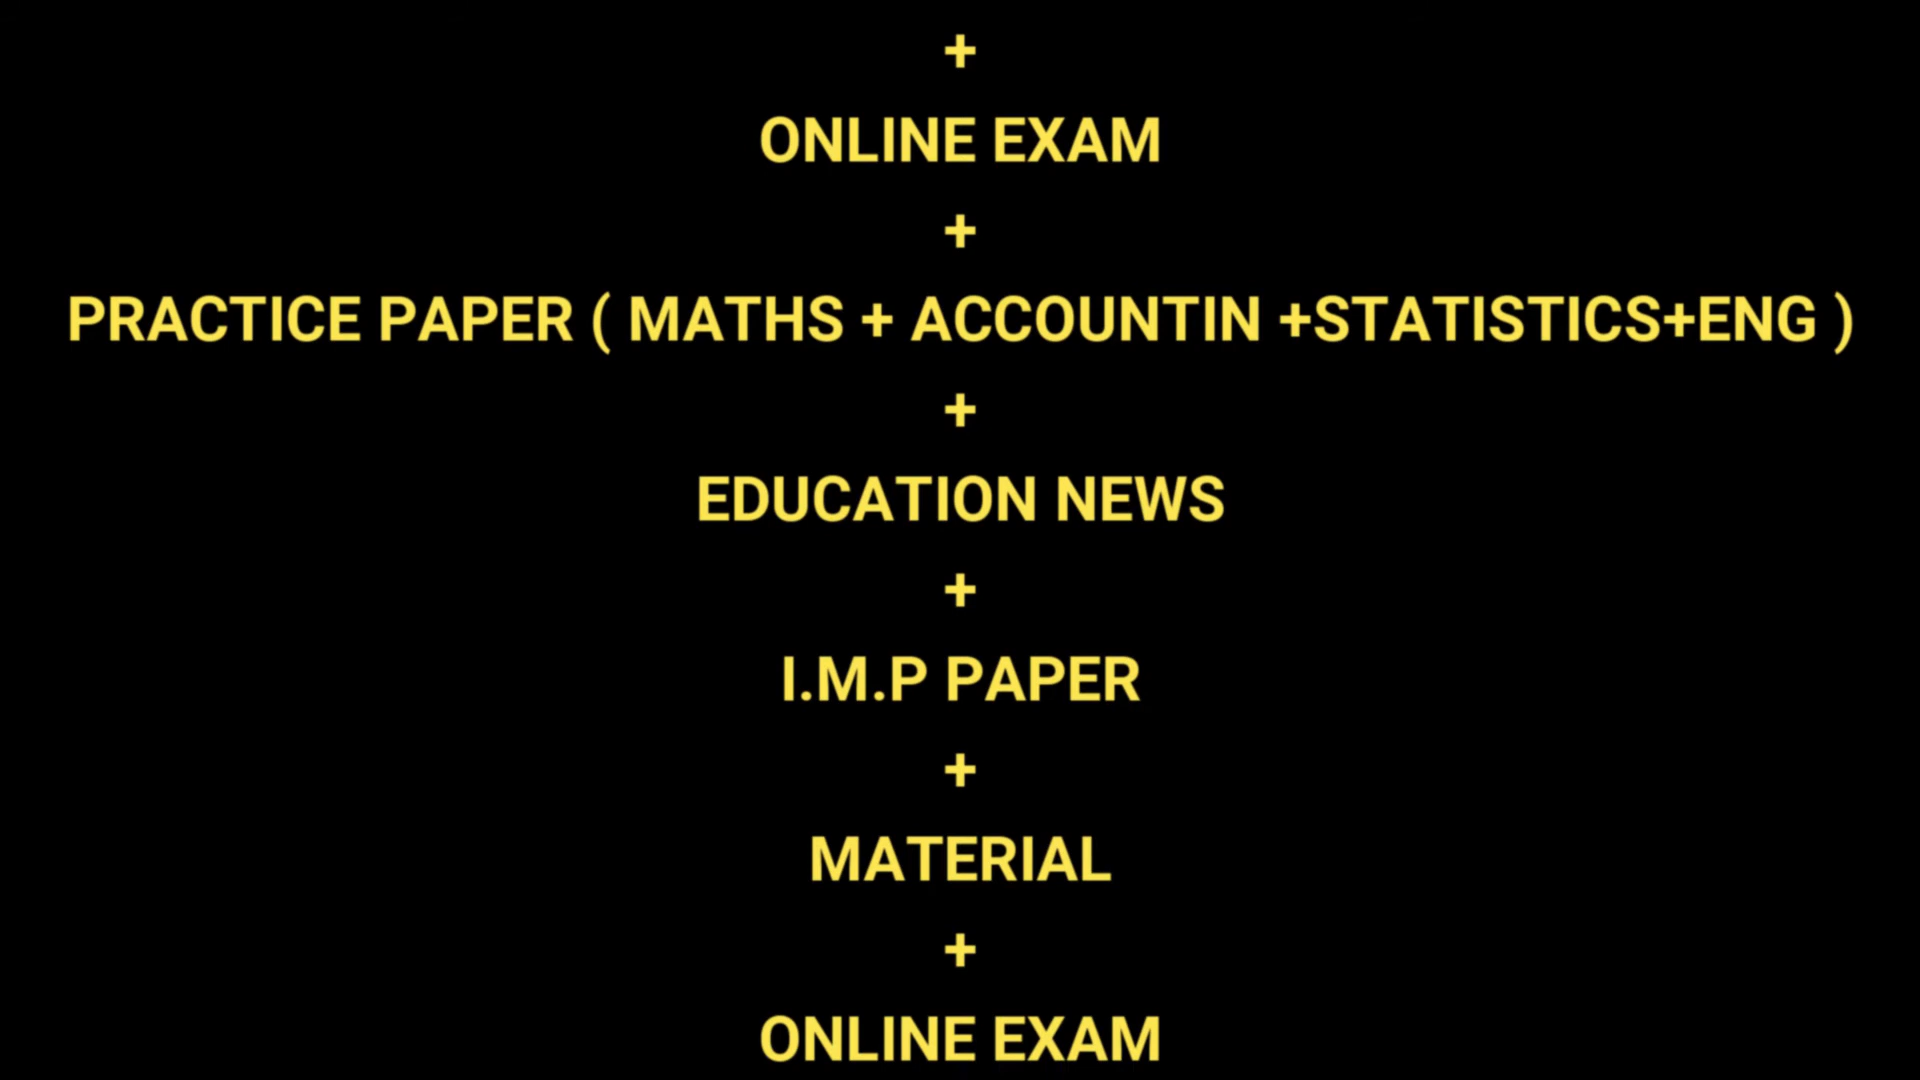 +
ONLINE EXAM
+
PRACTICE PAPER ( MATHS + ACCOUNTIN +STATISTICS+ENG )
+
EDUCATION NEWS
+
I.M.P PAPER
+
MATERIAL
+
ONLINE EXAM